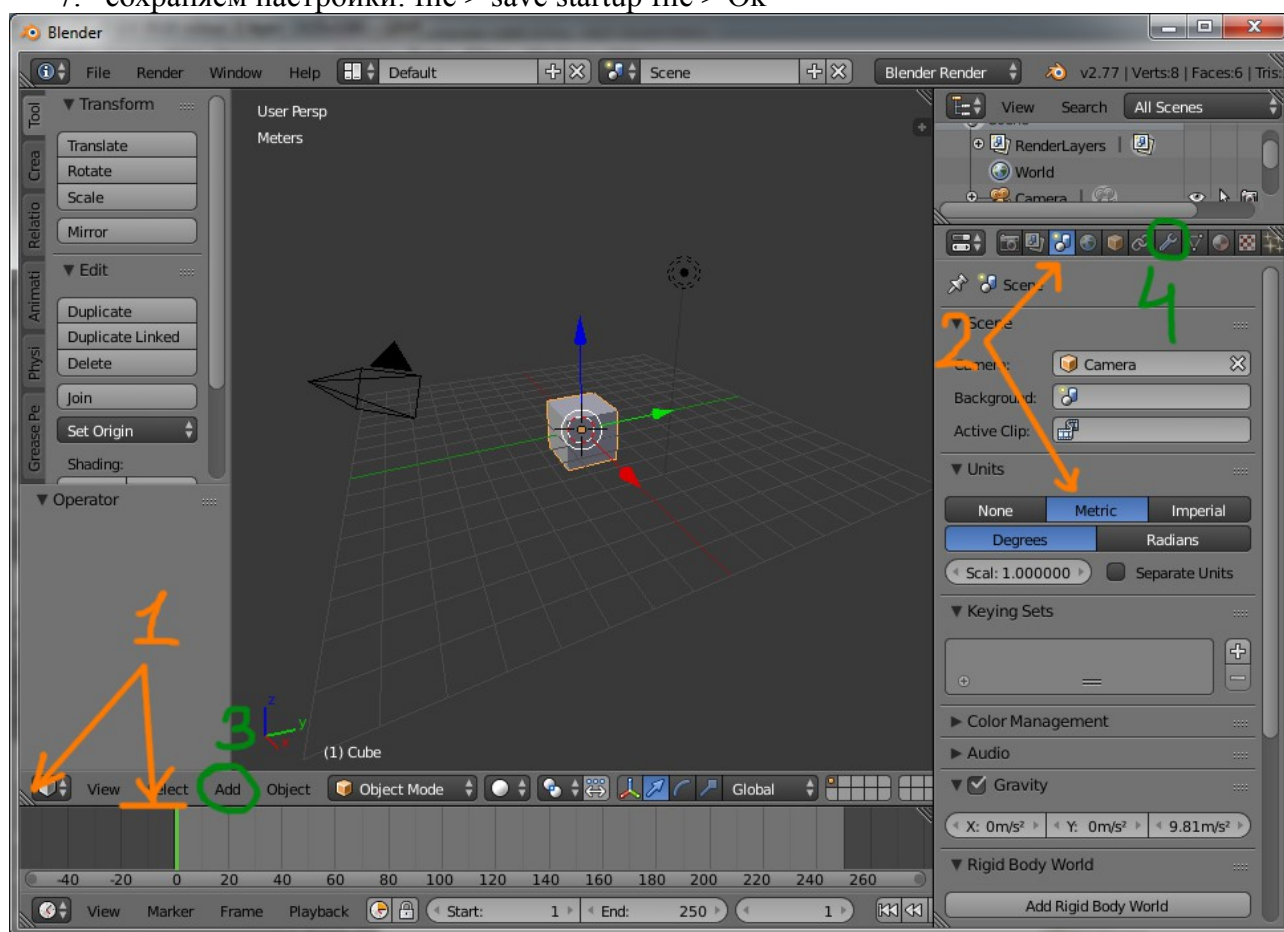 7. сохраняем настройки: file > save startup file > Ok
Blender
File Render Window Help Default Scene Blender Render v2.77 | Verts:8 | Faces:6 | Tris:
Tool
Crea
Relatio
Animati
Physi
Grease Pe
Transform
Translate
Rotate
Scale
Mirror
Edit
Duplicate
Duplicate Linked
Delete
Join
Set Origin
Shading:
Operator
User Persp
Meters
z
y
x
(1) Cube
1
3
2
4
View Search All Scenes
RenderLayers
World
Camera
Scene
Scene
Camera: Camera
Background:
Active Clip:
Units
None Metric Imperial
Degrees Radians
Scal: 1.000000 Separate Units
Keying Sets
Color Management
Audio
Gravity
X: 0m/s² Y: 0m/s² 9.81m/s²
Rigid Body World
Add Rigid Body World
View Select Add Object Object Mode Global
-40 -20 0 20 40 60 80 100 120 140 160 180 200 220 240 260
View Marker Frame Playback Start: 1 End: 250 1